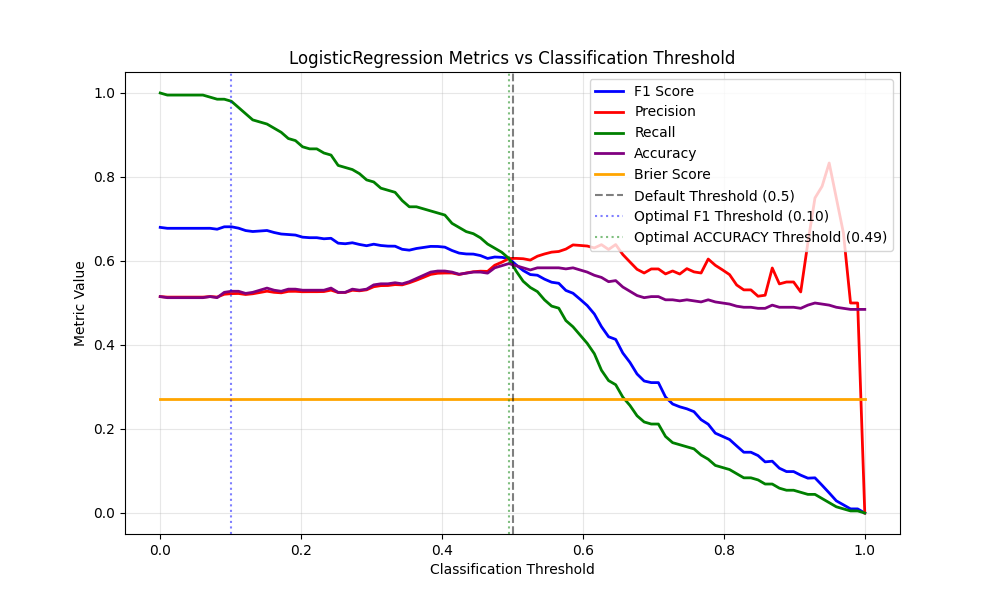 LogisticRegression Metrics vs Classification Threshold
Metric Value
1.0
0.8
0.6
0.4
0.2
0.0
F1 Score
Precision
Recall
Accuracy
Brier Score
Default Threshold (0.5)
Optimal F1 Threshold (0.10)
Optimal ACCURACY Threshold (0.49)
0.0 0.2 0.4 0.6 0.8 1.0
Classification Threshold